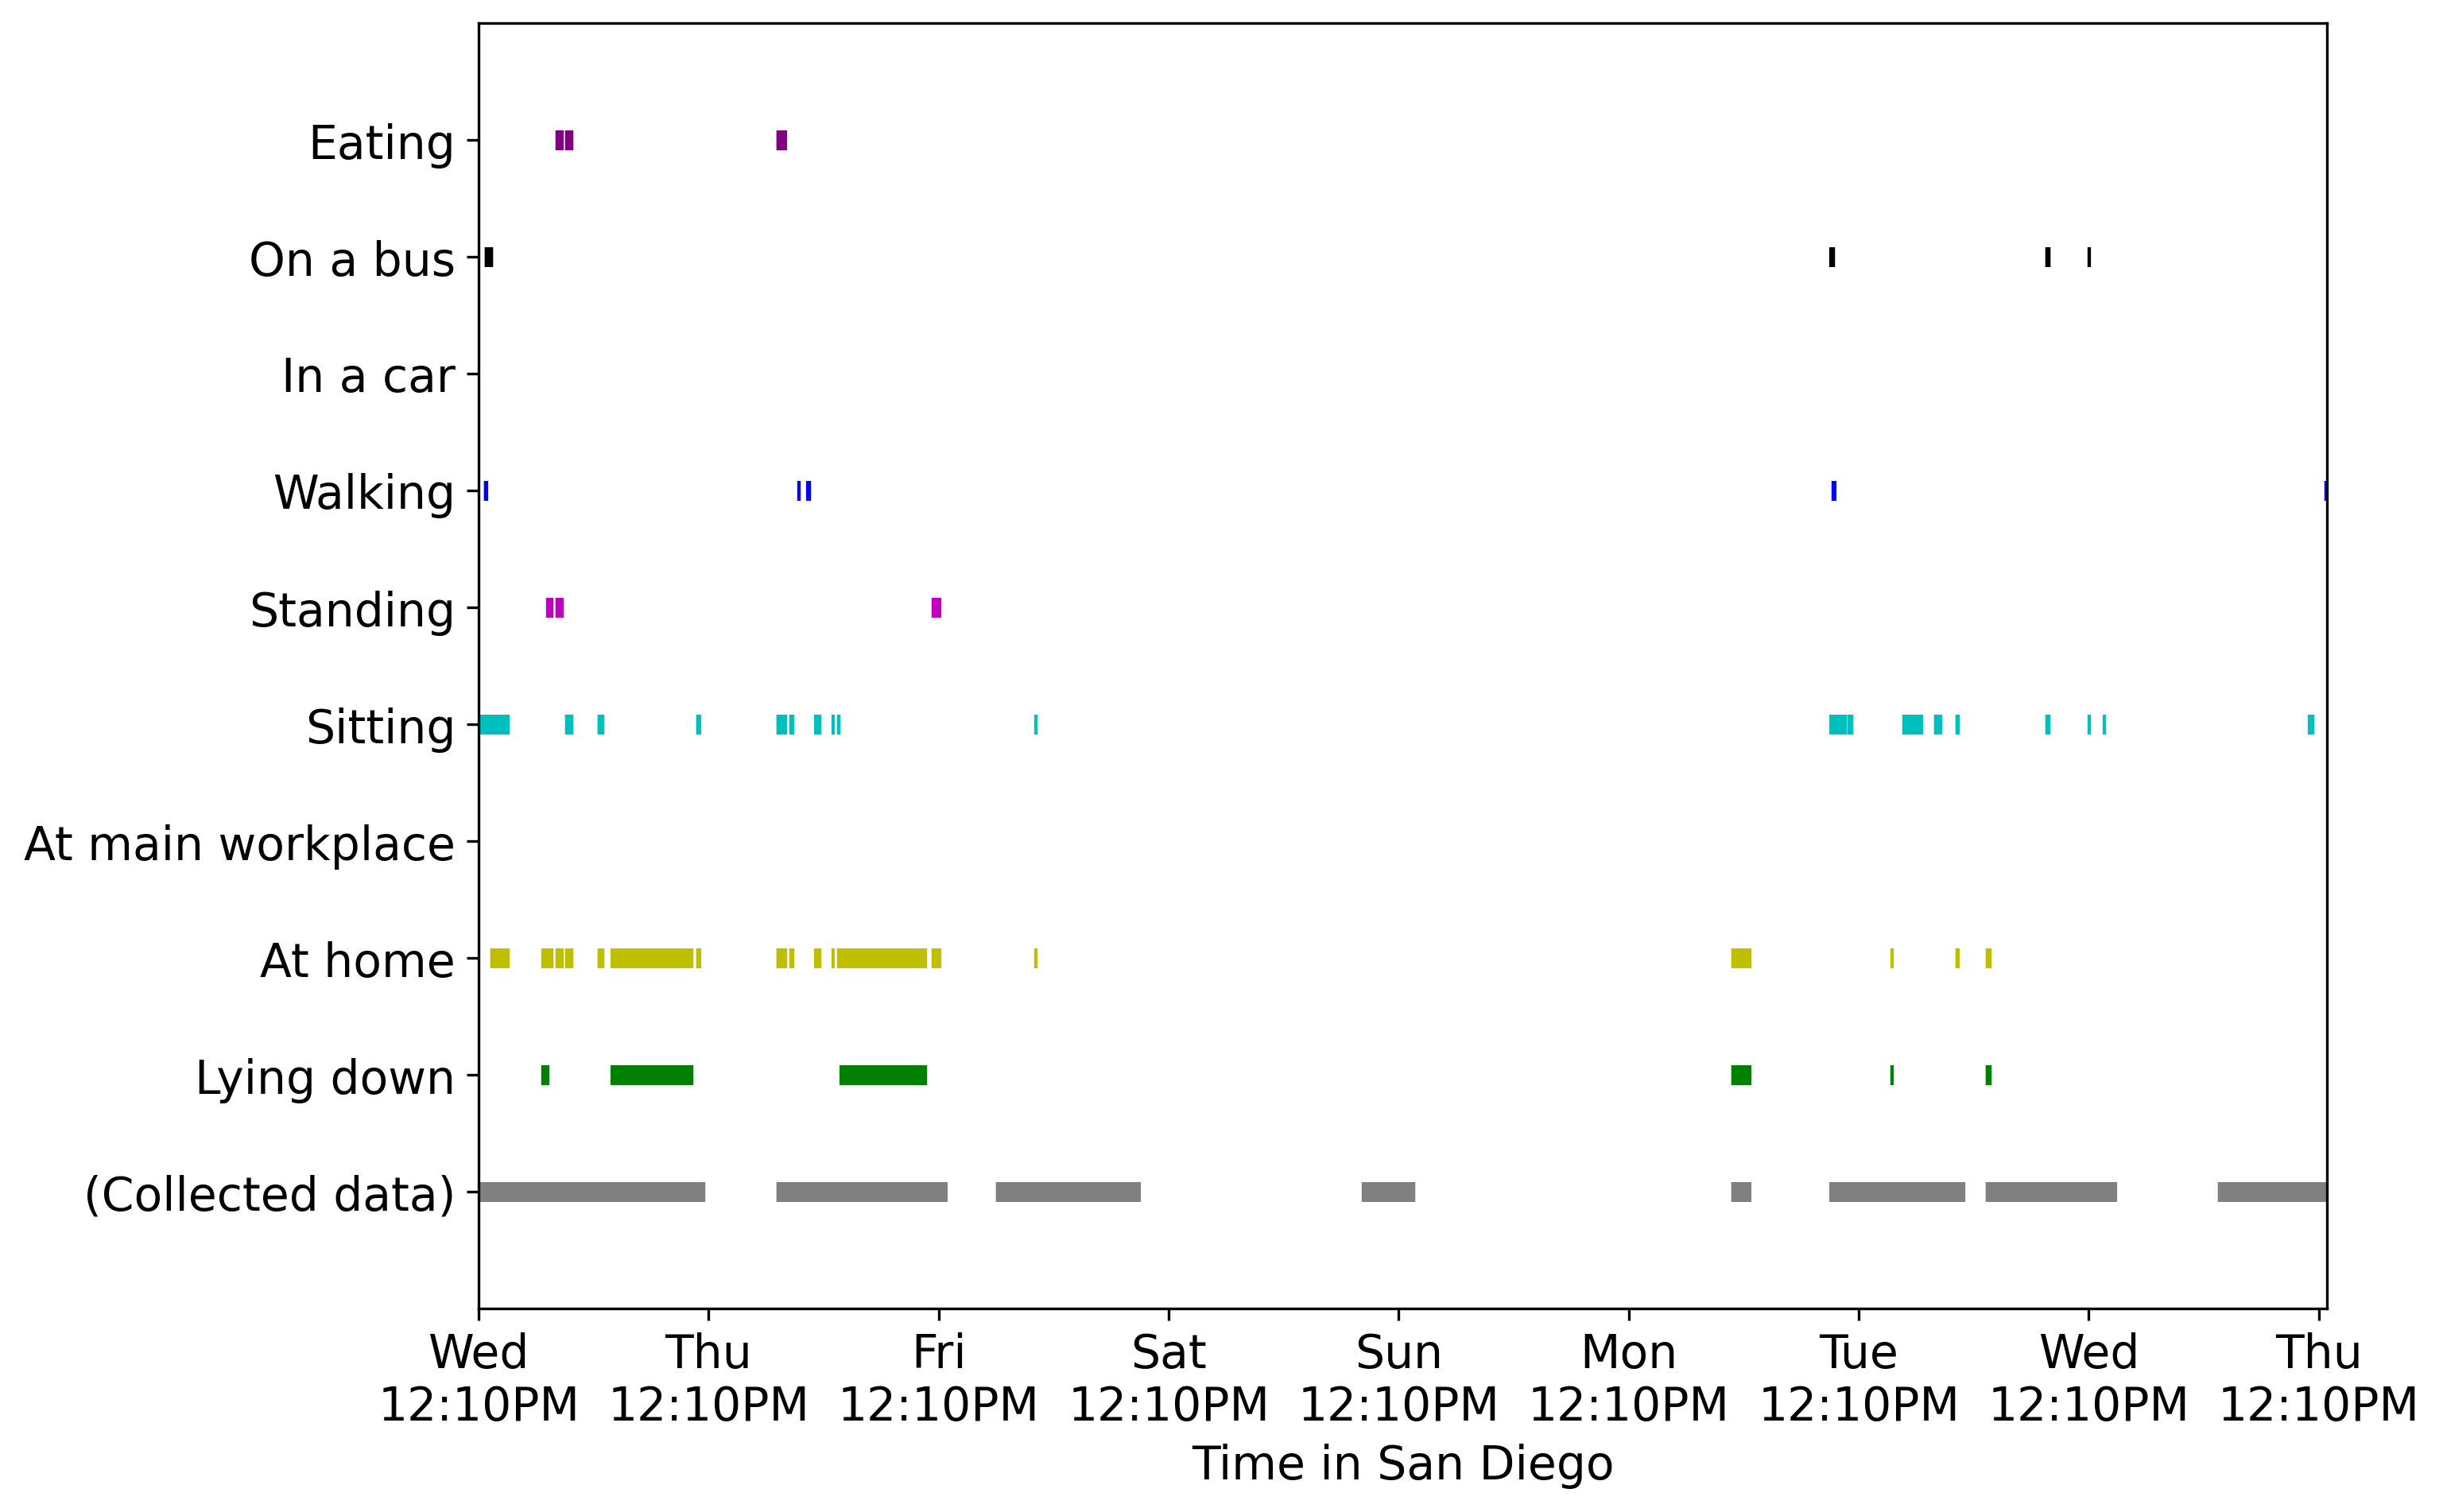 Eating
On a bus
In a car
Walking
Standing
Sitting
At main workplace
At home
Lying down
(Collected data)
Wed Thu Fri Sat Sun Mon Tue Wed Thu
12:10PM 12:10PM 12:10PM 12:10PM 12:10PM 12:10PM 12:10PM 12:10PM 12:10PM
Time in San Diego